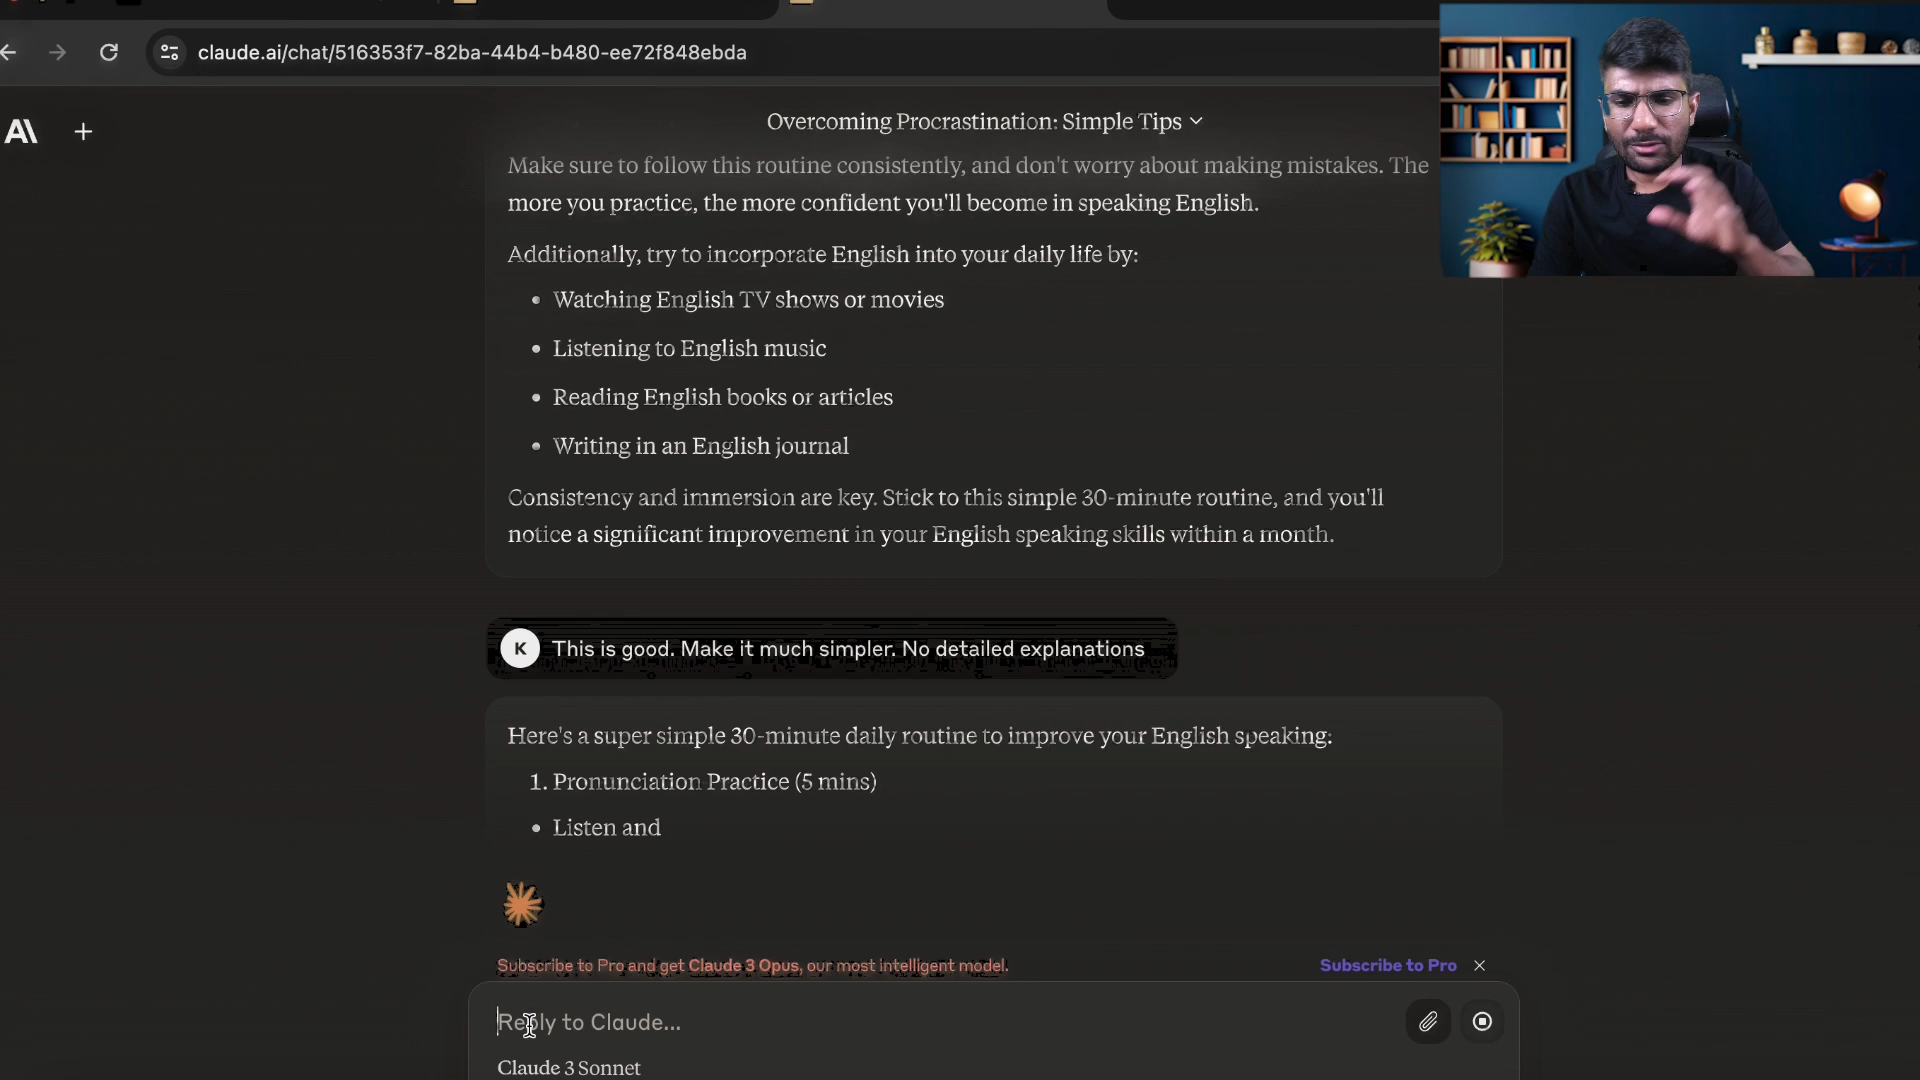 claude.ai/chat/516353f7-82ba-44b4-b480-ee72f848ebda
A\
Overcoming Procrastination: Simple Tips
Make sure to follow this routine consistently, and don't worry about making mistakes. The
more you practice, the more confident you'll become in speaking English.
Additionally, try to incorporate English into your daily life by:
• Watching English TV shows or movies
• Listening to English music
• Reading English books or articles
• Writing in an English journal
Consistency and immersion are key. Stick to this simple 30-minute routine, and you'll
notice a significant improvement in your English speaking skills within a month.
K This is good. Make it much simpler. No detailed explanations
Here's a super simple 30-minute daily routine to improve your English speaking:
1. Pronunciation Practice (5 mins)
• Listen and
Subscribe to Pro and get Claude 3 Opus, our most intelligent model. Subscribe to Pro
Reply to Claude...
Claude 3 Sonnet